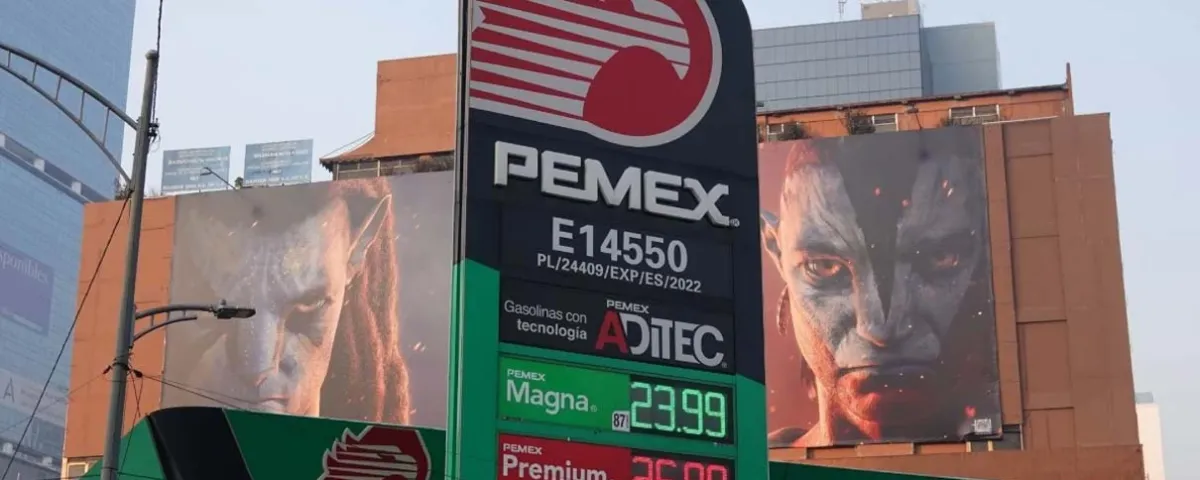 PEMEX
E14550
PL/24409/EXP/ES/2022
Gasolinas con
tecnología
PEMEX
ADiTEC
PEMEX
Magna
87
23.99
PEMEX
Premium